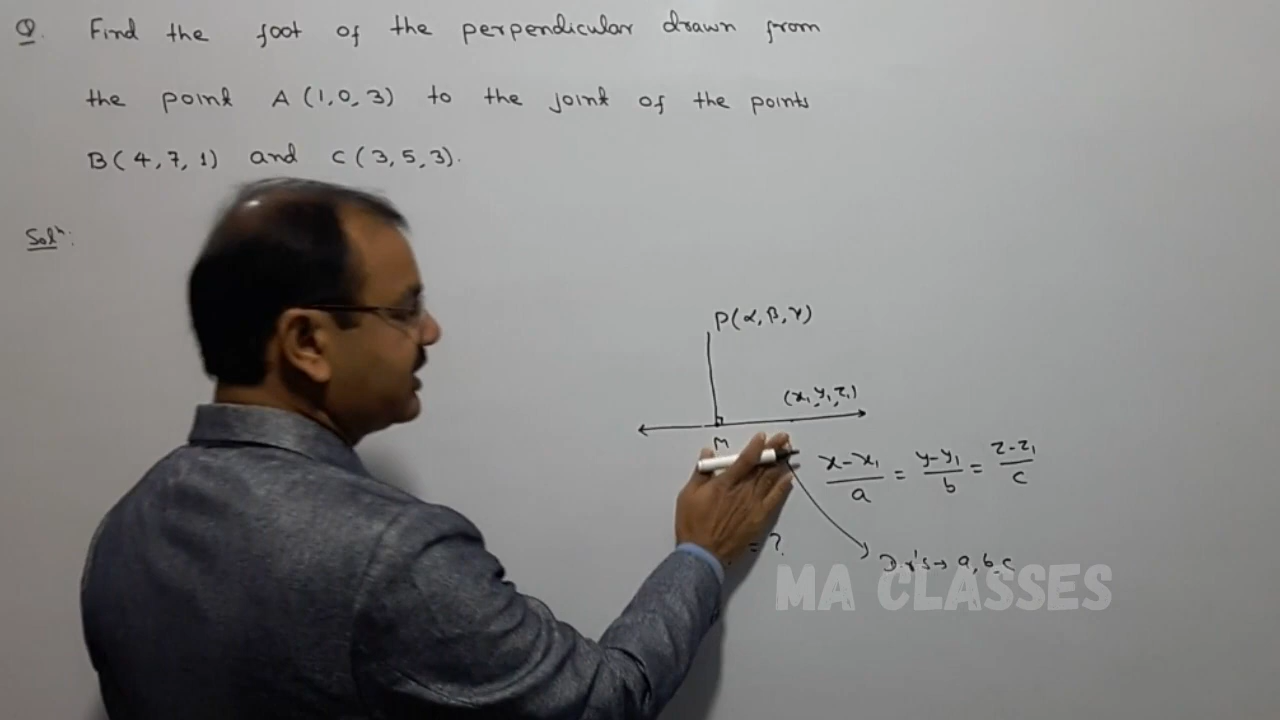 Q. Find the foot of the perpendicular drawn from
the point A (1, 0, 3) to the joint of the points
B( 4, 7, 1) and C ( 3, 5, 3).
Solⁿ:
P(α, β, γ)
(x₁, y₁, z₁)
M
x-x₁/a = y-y₁/b = z-z₁/c
= ?
D.r's → a, b, c
MA CLASSES